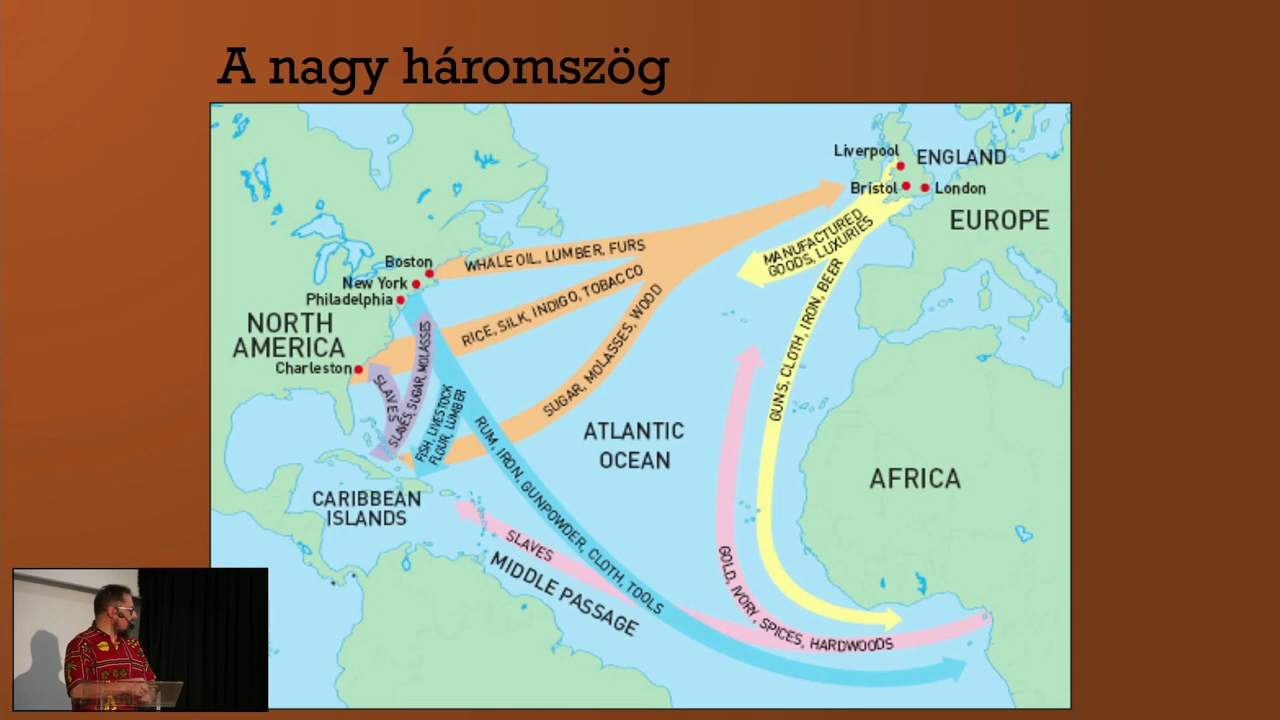 A nagy háromszög
Liverpool
ENGLAND
Bristol
London
EUROPE
MANUFACTURED
GOODS, LUXURIES
WHALE OIL, LUMBER, FURS
Boston
New York
Philadelphia
RICE, SILK, INDIGO, TOBACCO
GUNS, CLOTH, IRON, BEER
NORTH
AMERICA
Charleston
SUGAR, MOLASSES, WOOD
SLAVES
SLAVES, SUGAR, MOLASSES
FISH, LIVESTOCK
FLOUR, LUMBER
ATLANTIC
OCEAN
AFRICA
CARIBBEAN
ISLANDS
RUM, IRON, GUNPOWDER, CLOTH, TOOLS
SLAVES
MIDDLE PASSAGE
GOLD, IVORY, SPICES, HARDWOODS